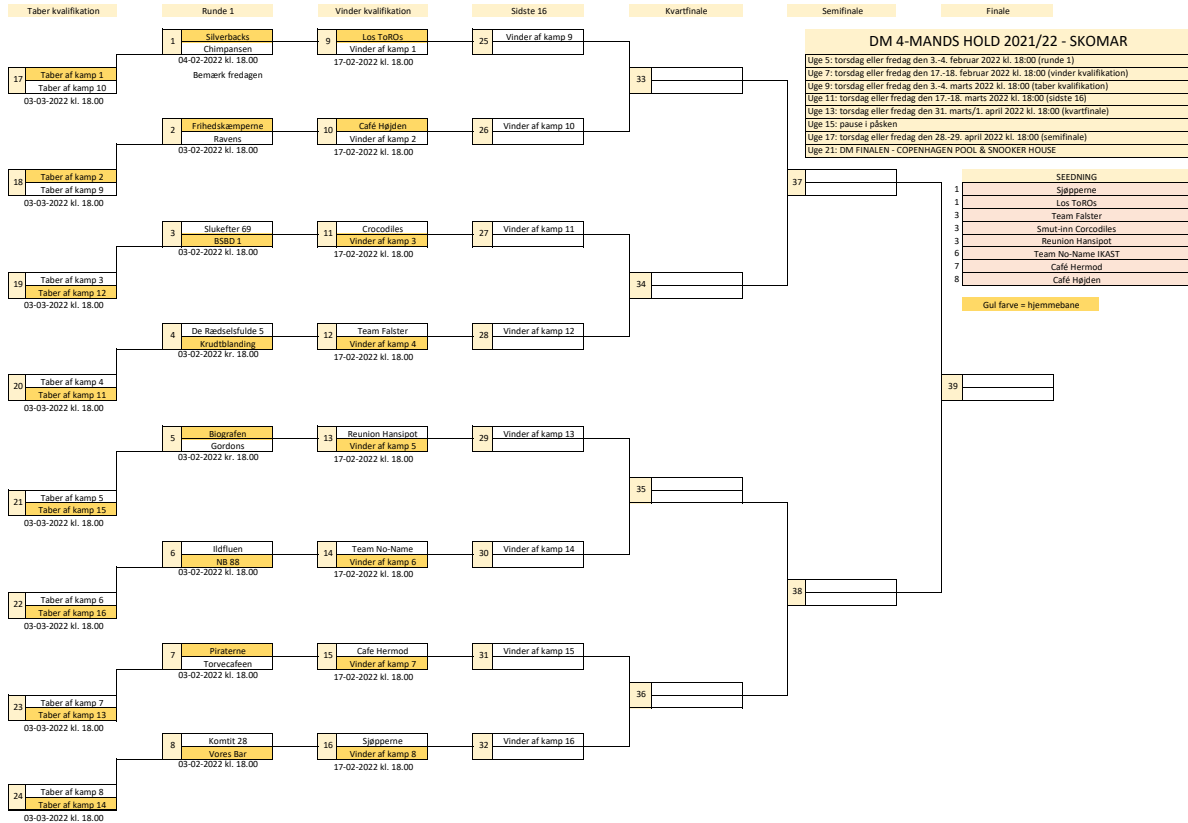 Taber kvalifikation
Runde 1
Vinder kvalifikation
Sidste 16
Kvartfinale
Semifinale
Finale
DM 4-MANDS HOLD 2021/22 - SKOMAR
Uge 5: torsdag eller fredag den 3.-4. februar 2022 kl. 18:00 (runde 1)
Uge 7: torsdag eller fredag den 17.-18. februar 2022 kl. 18:00 (vinder kvalifikation)
Uge 9: torsdag eller fredag den 3.-4. marts 2022 kl. 18:00 (taber kvalifikation)
Uge 11: torsdag eller fredag den 17.-18. marts 2022 kl. 18:00 (sidste 16)
Uge 13: torsdag eller fredag den 31. marts/1. april 2022 kl. 18:00 (kvartfinale)
Uge 15: pause i påsken
Uge 17: torsdag eller fredag den 28.-29. april 2022 kl. 18:00 (semifinale)
Uge 21: DM FINALEN - COPENHAGEN POOL & SNOOKER HOUSE
SEEDNING
1 Sjøpperne
1 Los ToROs
3 Team Falster
3 Smut-inn Corcodiles
3 Reunion Hansipot
6 Team No-Name IKAST
7 Café Hermod
8 Café Højden
Gul farve = hjemmebane
17
Taber af kamp 1
Taber af kamp 10
03-03-2022 kl. 18.00
18
Taber af kamp 2
Taber af kamp 9
03-03-2022 kl. 18.00
19
Taber af kamp 3
Taber af kamp 12
03-03-2022 kl. 18.00
20
Taber af kamp 4
Taber af kamp 11
03-03-2022 kl. 18.00
21
Taber af kamp 5
Taber af kamp 15
03-03-2022 kl. 18.00
22
Taber af kamp 6
Taber af kamp 16
03-03-2022 kl. 18.00
23
Taber af kamp 7
Taber af kamp 13
03-03-2022 kl. 18.00
24
Taber af kamp 8
Taber af kamp 14
03-03-2022 kl. 18.00
1
Silverbacks
Chimpansen
04-02-2022 kl. 18.00
Bemærk fredagen
2
Frihedskæmperne
Ravens
03-02-2022 kl. 18.00
3
Slukefter 69
BSBD 1
03-02-2022 kl. 18.00
4
De Rædselsfulde 5
Krudtblanding
03-02-2022 kr. 18.00
5
Biografen
Gordons
03-02-2022 kr. 18.00
6
Ildfluen
NB 88
03-02-2022 kl. 18.00
7
Piraterne
Torvecafeen
03-02-2022 kl. 18.00
8
Komtit 28
Vores Bar
03-02-2022 kl. 18.00
9
Los ToROs
Vinder af kamp 1
17-02-2022 kl. 18.00
10
Café Højden
Vinder af kamp 2
17-02-2022 kl. 18.00
11
Crocodiles
Vinder af kamp 3
17-02-2022 kl. 18.00
12
Team Falster
Vinder af kamp 4
17-02-2022 kl. 18.00
13
Reunion Hansipot
Vinder af kamp 5
17-02-2022 kl. 18.00
14
Team No-Name
Vinder af kamp 6
17-02-2022 kl. 18.00
15
Cafe Hermod
Vinder af kamp 7
17-02-2022 kl. 18.00
16
Sjøpperne
Vinder af kamp 8
17-02-2022 kl. 18.00
25
Vinder af kamp 9
26
Vinder af kamp 10
27
Vinder af kamp 11
28
Vinder af kamp 12
29
Vinder af kamp 13
30
Vinder af kamp 14
31
Vinder af kamp 15
32
Vinder af kamp 16
33
34
35
36
37
38
39